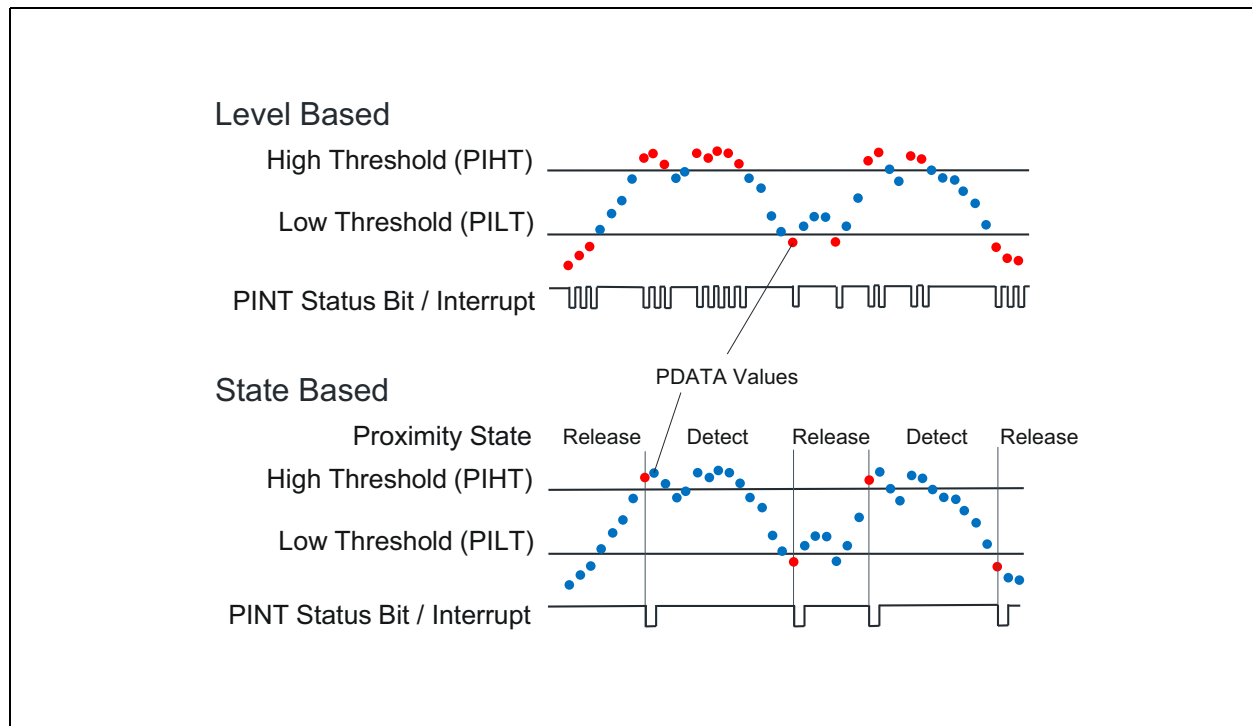 Level Based
High Threshold (PIHT)
Low Threshold (PILT)
PINT Status Bit / Interrupt
PDATA Values
State Based
Proximity State
Release Detect Release Detect Release
High Threshold (PIHT)
Low Threshold (PILT)
PINT Status Bit / Interrupt